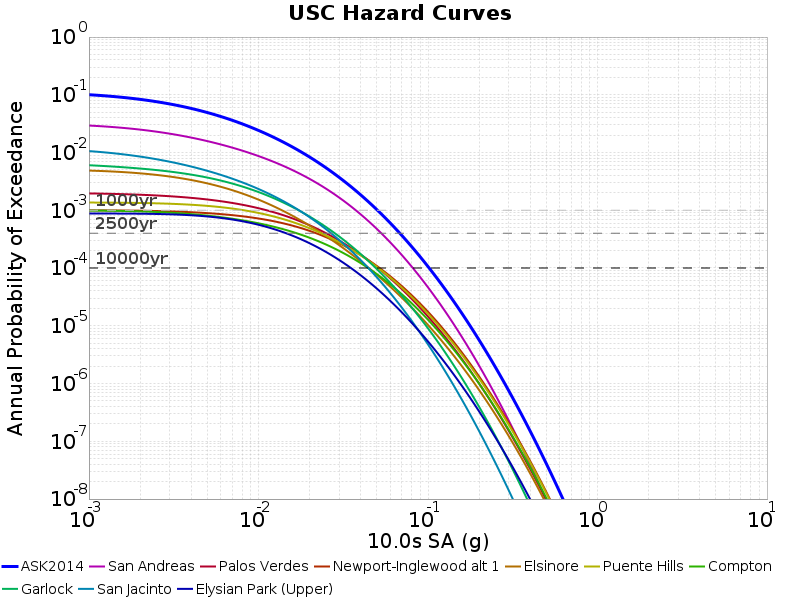 USC Hazard Curves
Annual Probability of Exceedance
10^0
10^-1
10^-2
10^-3
10^-4
10^-5
10^-6
10^-7
10^-8
1000yr
2500yr
10000yr
10^-3 10^-2 10^-1 10^0 10^1
10.0s SA (g)
ASK2014 San Andreas Palos Verdes Newport-Inglewood alt 1 Elsinore Puente Hills Compton
Garlock San Jacinto Elysian Park (Upper)